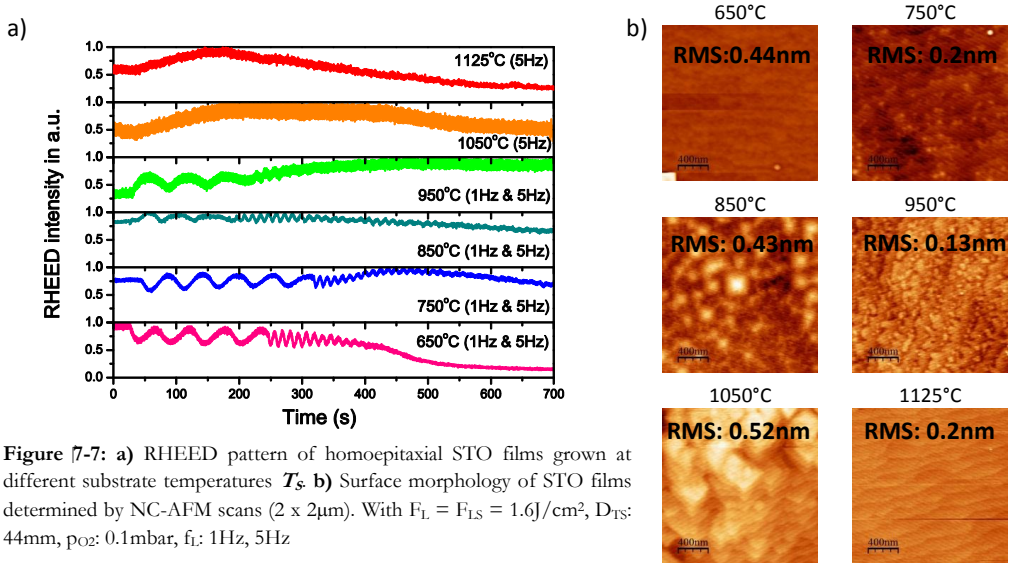 a)
RHEED intensity in a.u.
1.0
0.5
1125°C (5Hz)
1.0
0.5
1050°C (5Hz)
1.0
0.5
950°C (1Hz & 5Hz)
1.0
0.5
850°C (1Hz & 5Hz)
1.0
0.5
750°C (1Hz & 5Hz)
1.0
0.5
0.0
650°C (1Hz & 5Hz)
0 100 200 300 400 500 600 700
Time (s)
Figure 7-7: a) RHEED pattern of homoepitaxial STO films grown at
different substrate temperatures Ts. b) Surface morphology of STO films
determined by NC-AFM scans (2 x 2μm). With FL = FLS = 1.6J/cm², DTS:
44mm, pO2: 0.1mbar, fL: 1Hz, 5Hz
b)
650°C
RMS:0.44nm
400nm
750°C
RMS:0.2nm
400nm
850°C
RMS: 0.43nm
400nm
950°C
RMS: 0.13nm
400nm
1050°C
RMS: 0.52nm
400nm
1125°C
RMS: 0.2nm
400nm